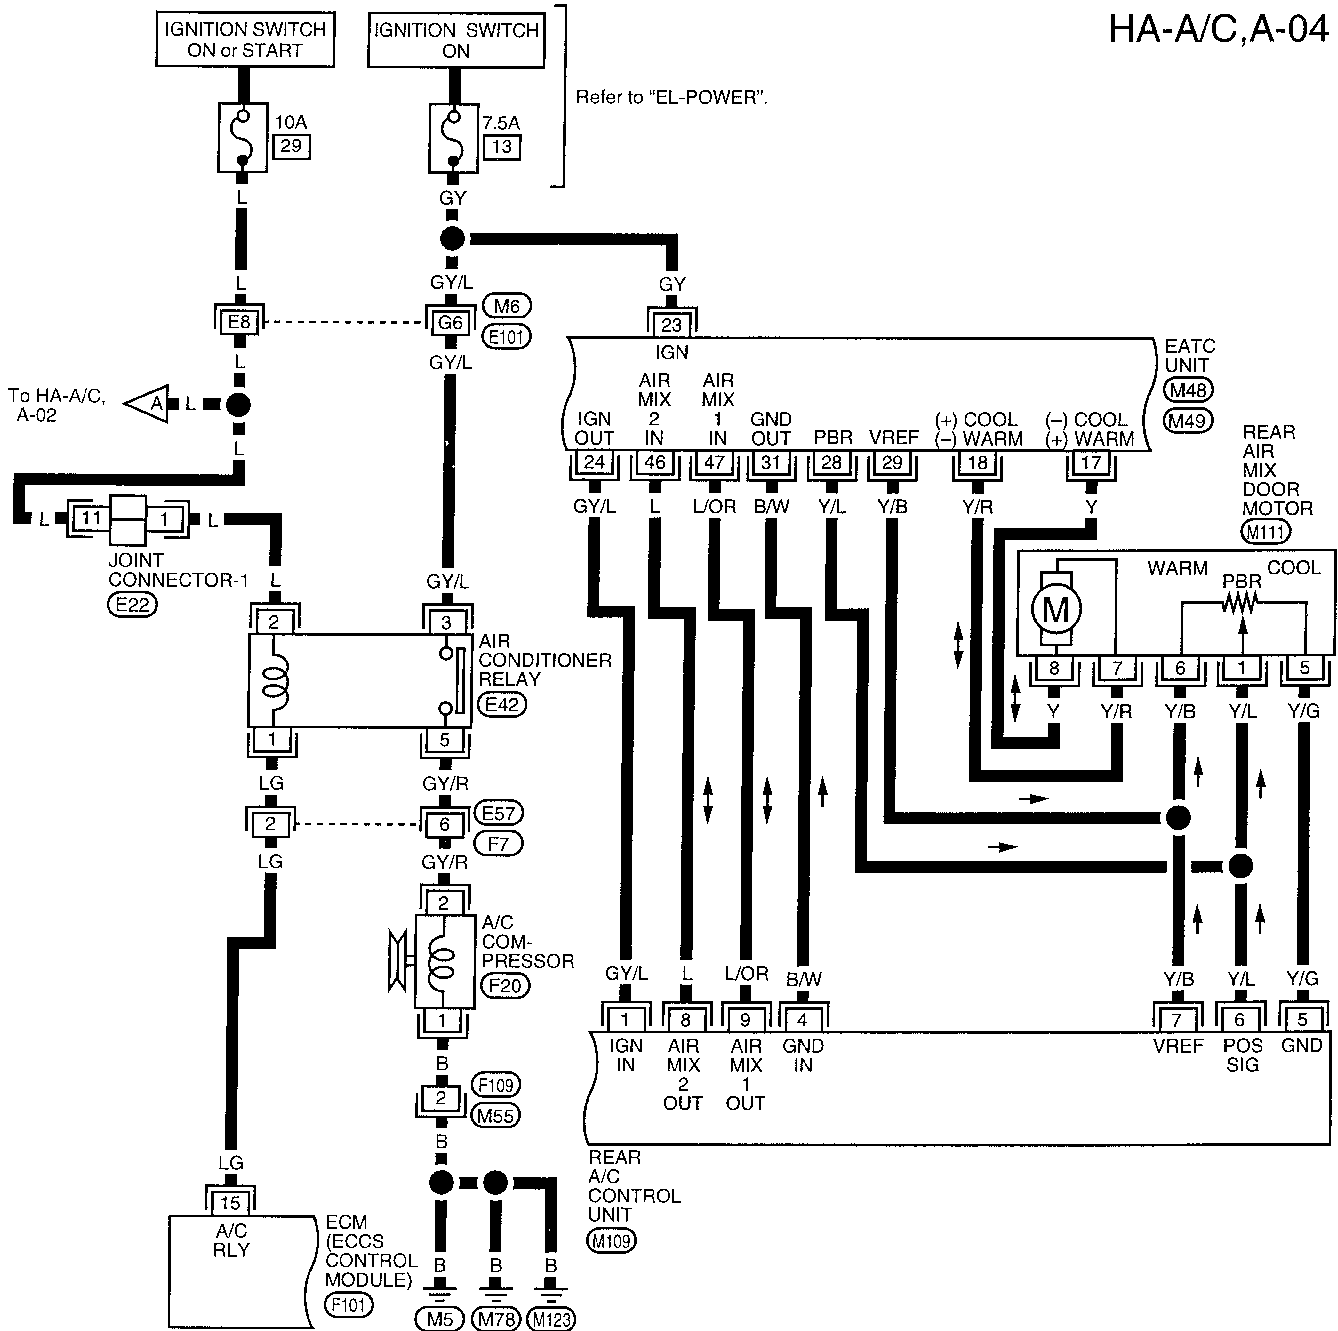 HA-A/C,A-04
IGNITION SWITCH
ON or START
IGNITION SWITCH
ON
Refer to “EL-POWER”.
10A
29
7.5A
13
L
GY
L
GY/L
GY
E8
G6
M6
E101
23
L
GY/L
IGN
EATC
UNIT
M48
M49
To HA-A/C,
A-02
A
L
L
IGN
OUT
AIR
MIX
2
IN
AIR
MIX
1
IN
GND
OUT
PBR
VREF
(+) COOL
(–) WARM
(–) COOL
(+) WARM
24
46
47
31
28
29
18
17
GY/L
L
L/OR
B/W
Y/L
Y/B
Y/R
Y
REAR
AIR
MIX
DOOR
MOTOR
M111
L
11
1
L
JOINT
CONNECTOR-1
E22
L
GY/L
WARM
COOL
PBR
M
2
3
AIR
CONDITIONER
RELAY
E42
8
7
6
1
5
Y
Y/R
Y/B
Y/L
Y/G
1
5
LG
GY/R
2
6
E57
F7
LG
GY/R
2
A/C
COM-
PRESSOR
F20
1
GY/L
L
L/OR
B/W
Y/B
Y/L
Y/G
1
8
9
4
7
6
5
IGN
IN
AIR
MIX
2
OUT
AIR
MIX
1
OUT
GND
IN
VREF
POS
SIG
GND
B
2
F109
M55
B
REAR
A/C
CONTROL
UNIT
M109
LG
15
A/C
RLY
ECM
(ECCS
CONTROL
MODULE)
F101
B
B
B
M5
M78
M123